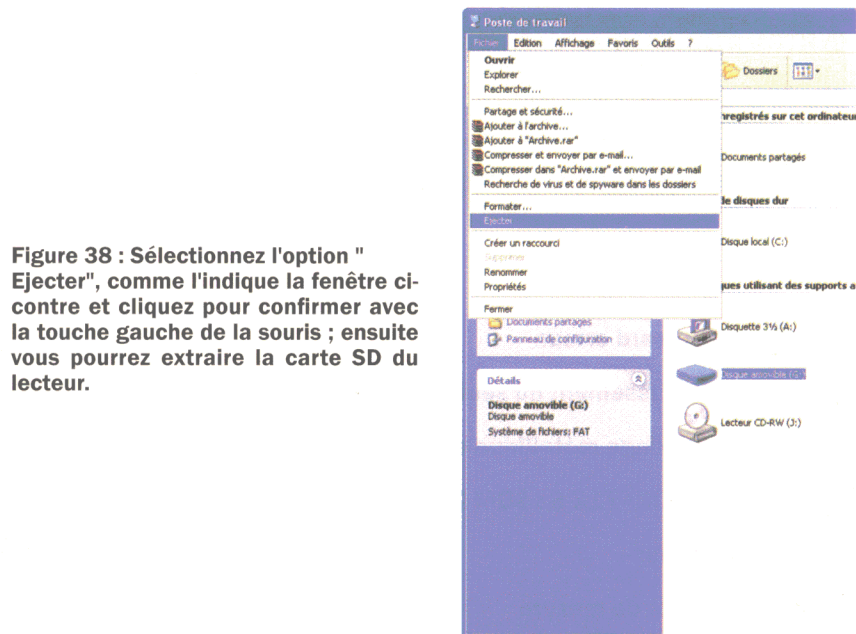 Figure 38 : Sélectionnez l'option "
Ejecter", comme l'indique la fenêtre ci-
contre et cliquez pour confirmer avec
la touche gauche de la souris ; ensuite
vous pourrez extraire la carte SD du
lecteur.
Poste de travail
Fichier Edition Affichage Favoris Outils ?
Dossiers
Ouvrir
Explorer
Rechercher...
Partage et sécurité...
Ajouter à l'archive...
Ajouter à "Archive.rar"
Compresser et envoyer par e-mail...
Compresser dans "Archive.rar" et envoyer par e-mail
Recherche de virus et de spyware dans les dossiers
Formater...
Ejecter
Créer un raccourci
Supprimer
Renommer
Propriétés
Fermer
Documents partagés
Panneau de configuration
Détails
Disque amovible (G:)
Disque amovible
Système de fichiers: FAT
nregistrés sur cet ordinateur
Documents partagés
de disques dur
Disque local (C:)
ques utilisant des supports a
Disquette 3½ (A:)
Disque amovible (G:)
Lecteur CD-RW (J:)